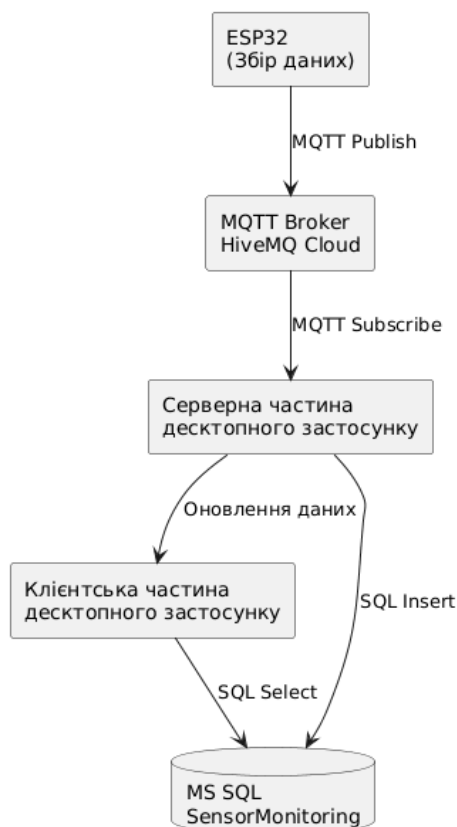 ESP32
(Збір даних)
MQTT Publish
MQTT Broker
HiveMQ Cloud
MQTT Subscribe
Серверна частина
десктопного застосунку
Оновлення даних
Клієнтська частина
десктопного застосунку
SQL Insert
SQL Select
MS SQL
SensorMonitoring